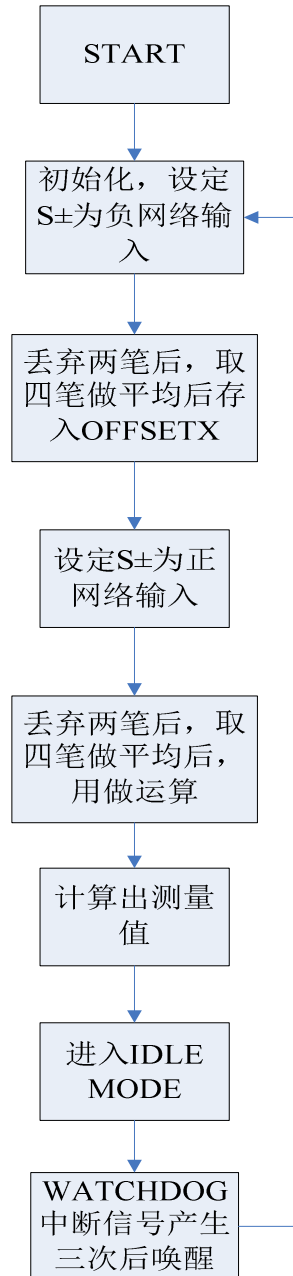 START
初始化，设定
S±为负网络输
入
丢弃两笔后，取
四笔做平均后存
入OFFSETX
设定S±为正
网络输入
丢弃两笔后，取
四笔做平均后，
用做运算
计算出测量
值
进入IDLE
MODE
WATCHDOG
中断信号产生
三次后唤醒